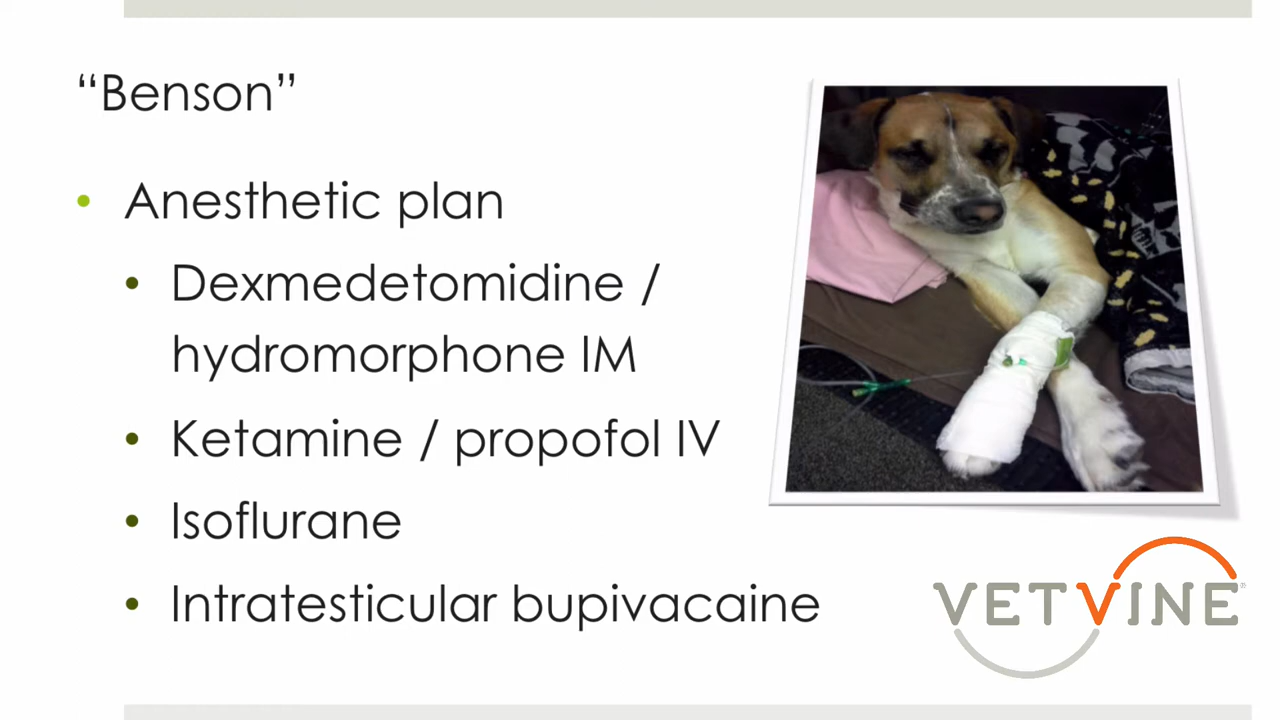 “Benson”
• Anesthetic plan
• Dexmedetomidine /
hydromorphone IM
• Ketamine / propofol IV
• Isoflurane
• Intratesticular bupivacaine
VETVINE